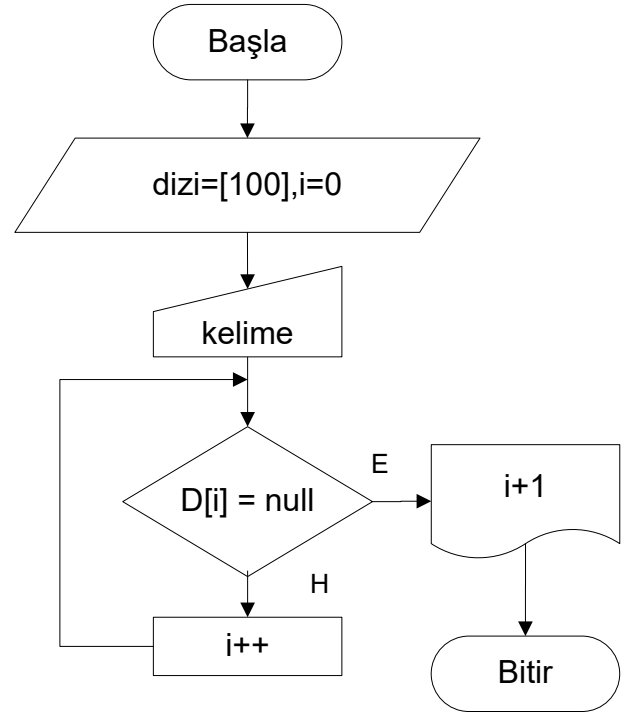 Başla
dizi=[100],i=0
kelime
D[i] = null
E
i+1
H
i++
Bitir